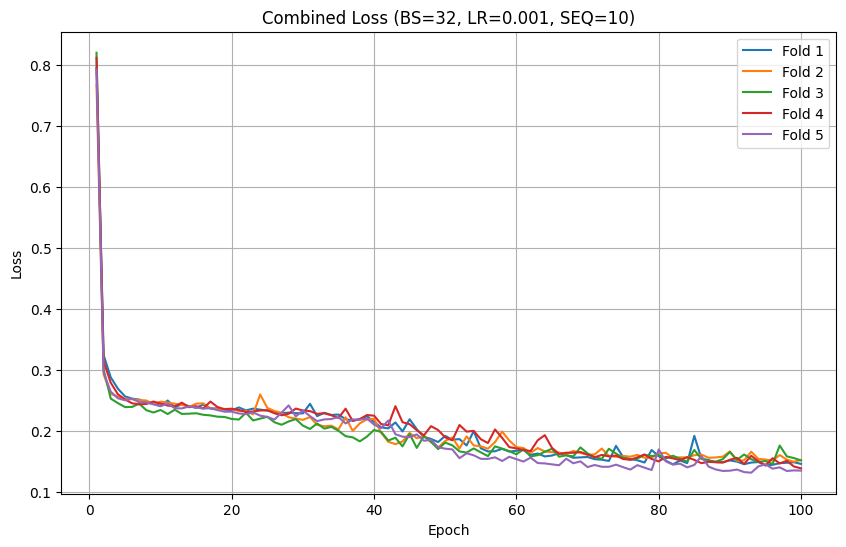 Combined Loss (BS=32, LR=0.001, SEQ=10)
Fold 1
Fold 2
Fold 3
Fold 4
Fold 5
Loss
0.8
0.7
0.6
0.5
0.4
0.3
0.2
0.1
0 20 40 60 80 100
Epoch